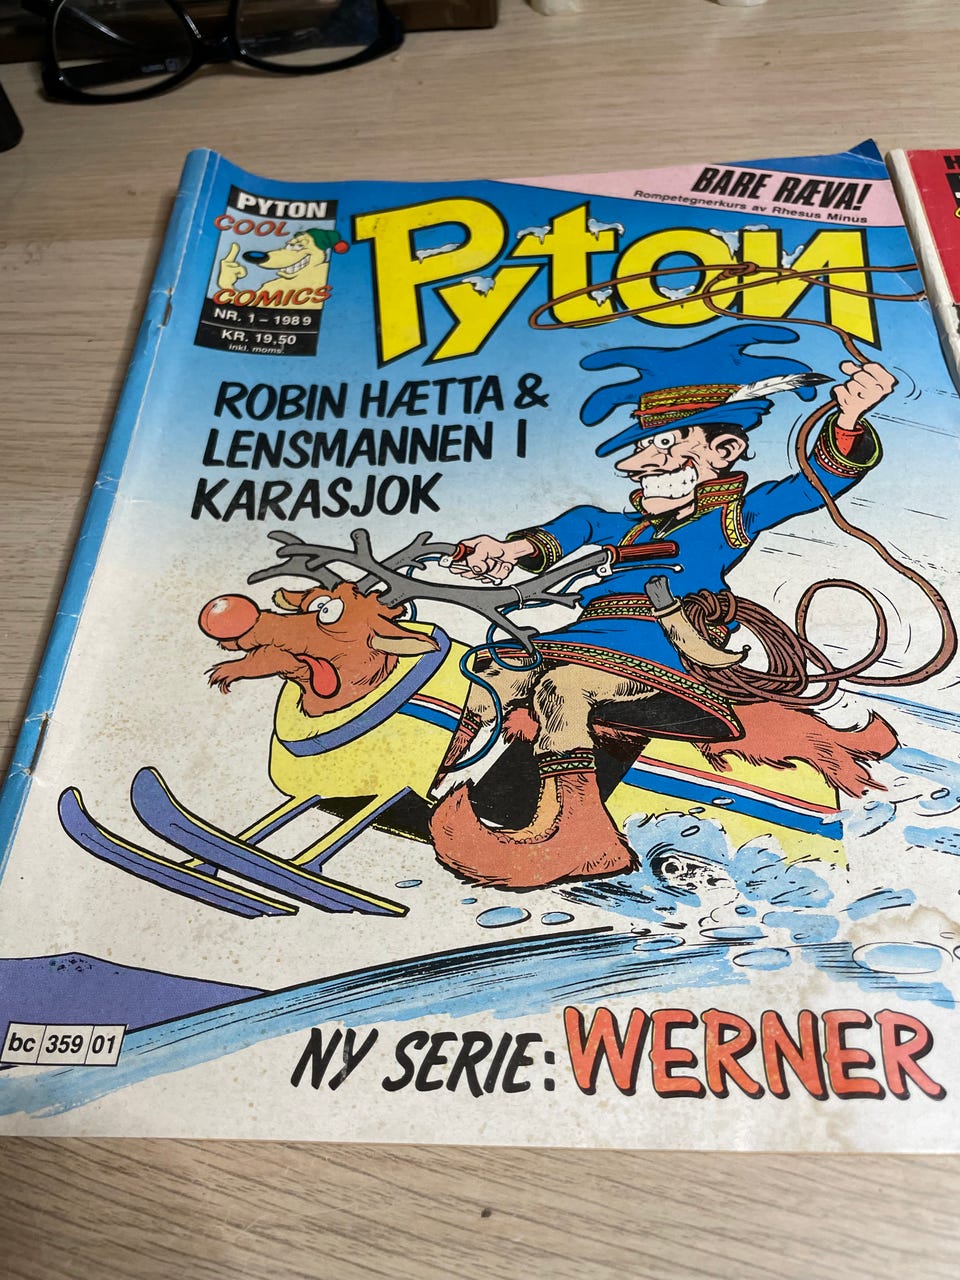 PYTON
COOL
COMICS
NR. 1 – 1989
KR. 19,50
inkl. moms.
BARE RÆVA!
Rompetegnerkurs av Rhesus Minus
Pyton
ROBIN HÆTTA &
LENSMANNEN I
KARASJOK
bc 359 01
NY SERIE: WERNER